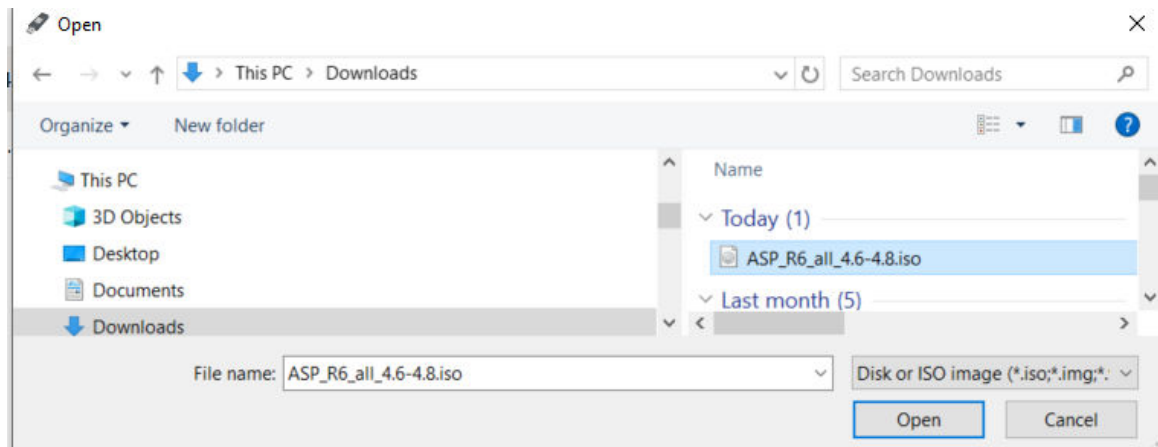 Open
This PC > Downloads
Search Downloads
Organize
New folder
This PC
3D Objects
Desktop
Documents
Downloads
Name
Today (1)
ASP_R6_all_4.6-4.8.iso
Last month (5)
File name: ASP_R6_all_4.6-4.8.iso
Disk or ISO image (*.iso;*.img;*.
Open
Cancel